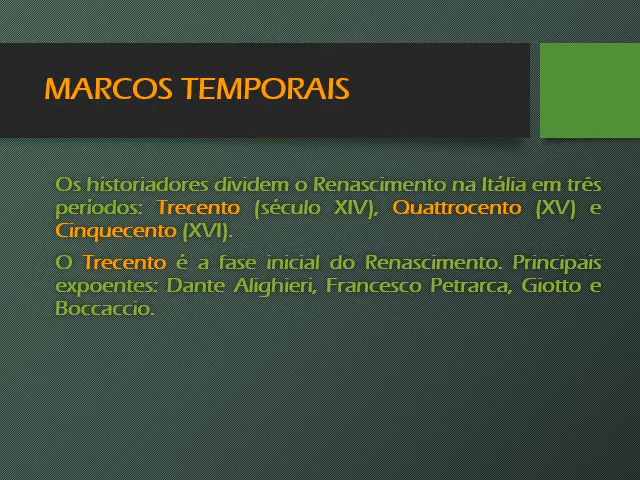 MARCOS TEMPORAIS
Os historiadores dividem o Renascimento na Itália em três
períodos: Trecento (século XIV), Quattrocento (XV) e
Cinquecento (XVI).
O Trecento é a fase inicial do Renascimento. Principais
expoentes: Dante Alighieri, Francesco Petrarca, Giotto e
Boccaccio.